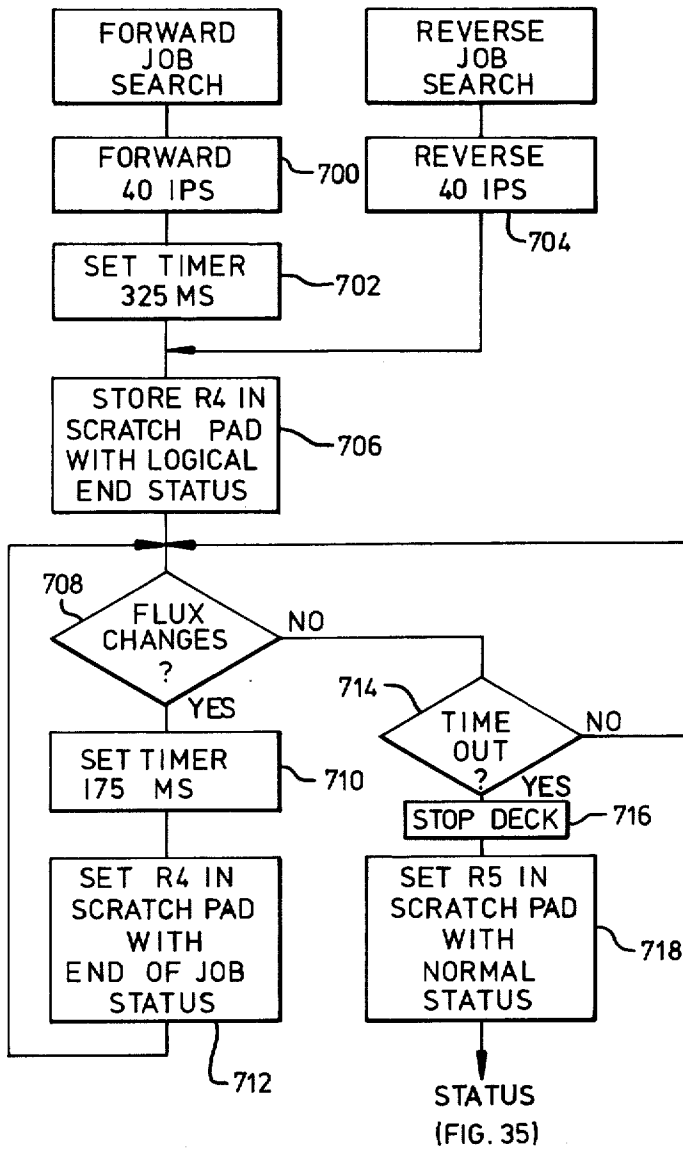 FORWARD
JOB
SEARCH
REVERSE
JOB
SEARCH
FORWARD
40 IPS
700
REVERSE
40 IPS
704
SET TIMER
325 MS
702
STORE R4 IN
SCRATCH PAD
WITH LOGICAL
END STATUS
706
708
FLUX
CHANGES
?
NO
YES
714
TIME
OUT
?
NO
YES
SET TIMER
175 MS
710
STOP DECK
716
SET R4 IN
SCRATCH PAD
WITH
END OF JOB
STATUS
712
SET R5 IN
SCRATCH PAD
WITH
NORMAL
STATUS
718
STATUS
(FIG. 35)